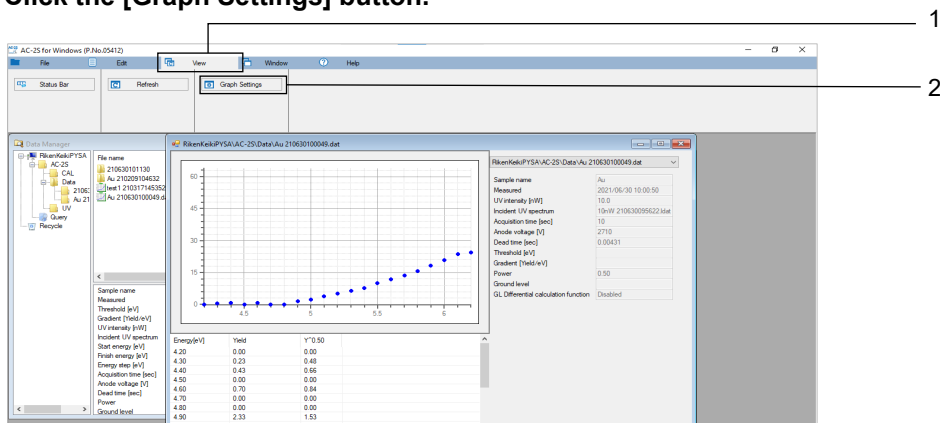 Click the [Graph Settings] button.
1
AC-2S for Windows (P.No.05412)
File Edit View Window Help
Status Bar Refresh Graph Settings
2
Data Manager
RikenKeikiPYSA
AC-2S
CAL
Data
2106:
Au 21
UV
Query
Recycle
File name
210630101130
Au 210209104632
test1 210317145352
Au 210630100049.d
Sample name
Measured
Threshold [eV]
Gradient [Yield/eV]
UV intensity [nW]
Incident UV spectrum
Start energy [eV]
Finish energy [eV]
Energy step [eV]
Acquisition time [sec]
Anode voltage [V]
Dead time [sec]
Power
Ground level
RikenKeikiPYSA\AC-2S\Data\Au 210630100049.dat
60
45
30
15
0
4.5 5 5.5 6
Energy[eV] Yield Y^0.50
4.20 0.00 0.00
4.30 0.23 0.48
4.40 0.43 0.66
4.50 0.00 0.00
4.60 0.70 0.84
4.70 0.00 0.00
4.80 0.00 0.00
4.90 2.33 1.53
RikenKeikiPYSA\AC-2S\Data\Au 210630100049.dat
Sample name Au
Measured 2021/06/30 10:00:50
UV intensity [nW] 10.0
Incident UV spectrum 10nW 210630095622.ldat
Acquisition time [sec] 10
Anode voltage [V] 2710
Dead time [sec] 0.00431
Threshold [eV]
Gradient [Yield/eV]
Power 0.50
Ground level
GL Differential calculation function Disabled